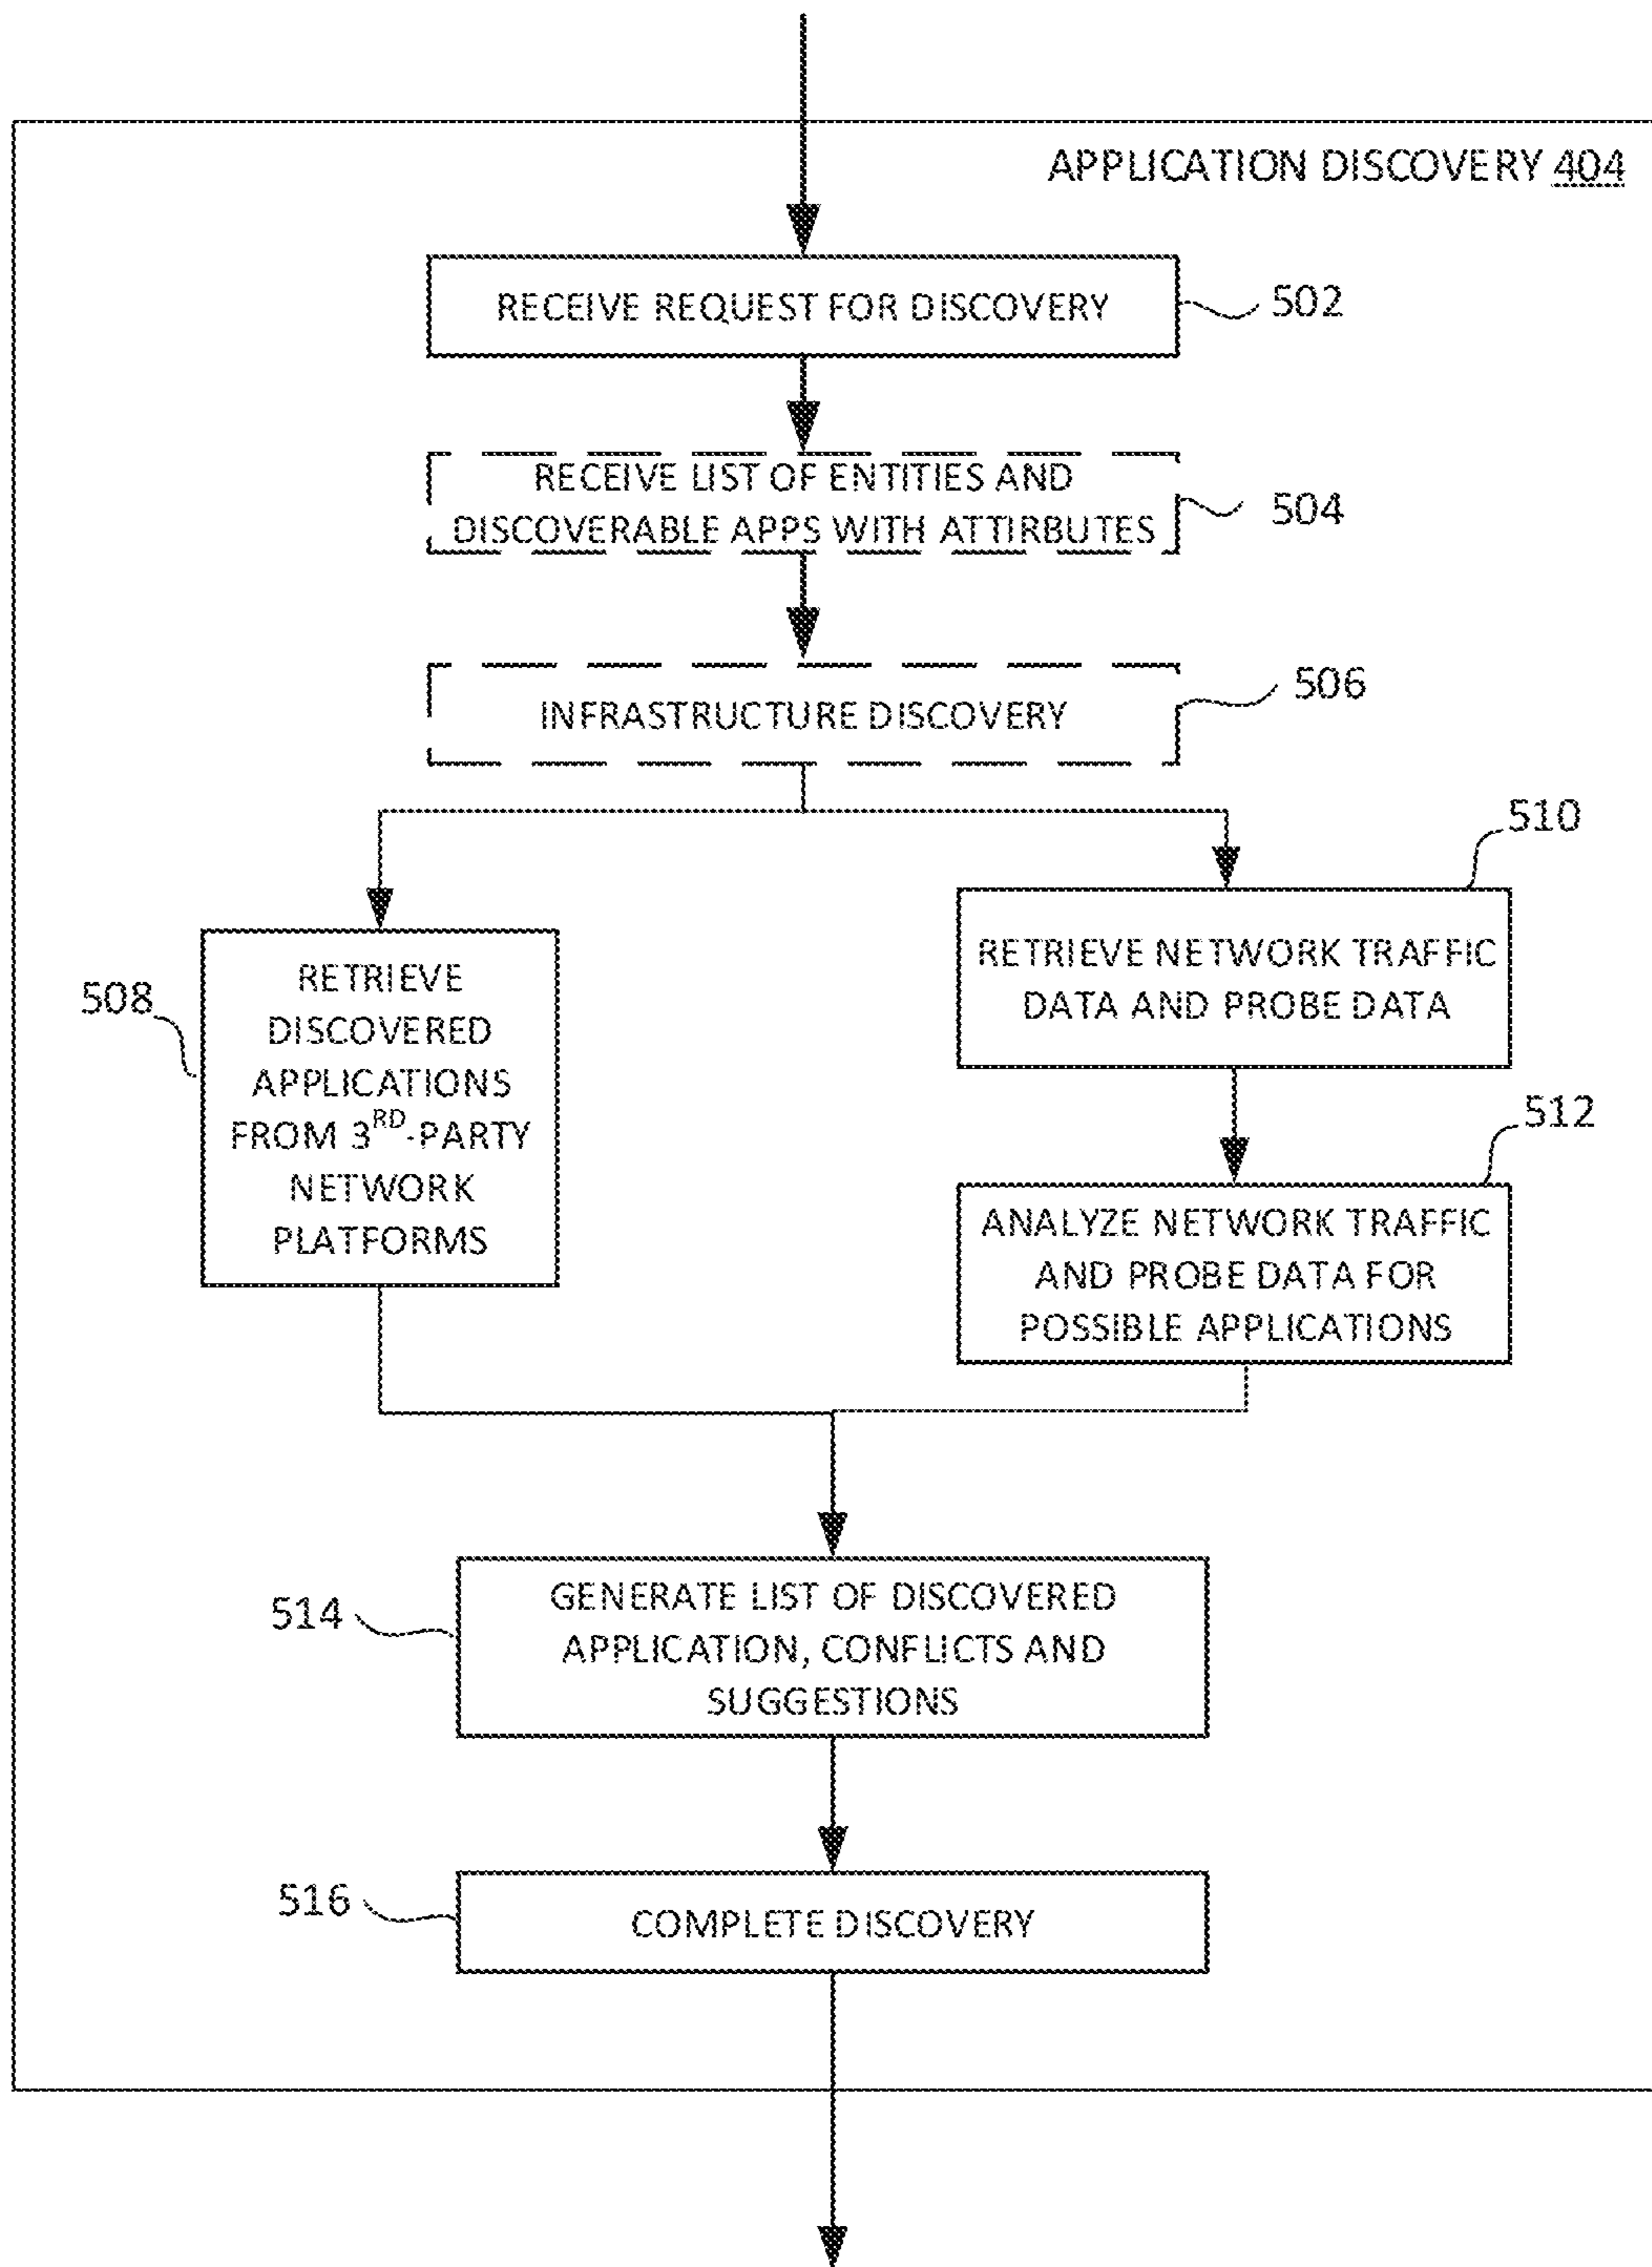 APPLICATION DISCOVERY 404
RECEIVE REQUEST FOR DISCOVERY
502
RECEIVE LIST OF ENTITIES AND
DISCOVERABLE APPS WITH ATTIRBUTES
504
INFRASTRUCTURE DISCOVERY
506
508
RETRIEVE
DISCOVERED
APPLICATIONS
FROM 3RD-PARTY
NETWORK
PLATFORMS
510
RETRIEVE NETWORK TRAFFIC
DATA AND PROBE DATA
512
ANALYZE NETWORK TRAFFIC
AND PROBE DATA FOR
POSSIBLE APPLICATIONS
514
GENERATE LIST OF DISCOVERED
APPLICATION, CONFLICTS AND
SUGGESTIONS
516
COMPLETE DISCOVERY